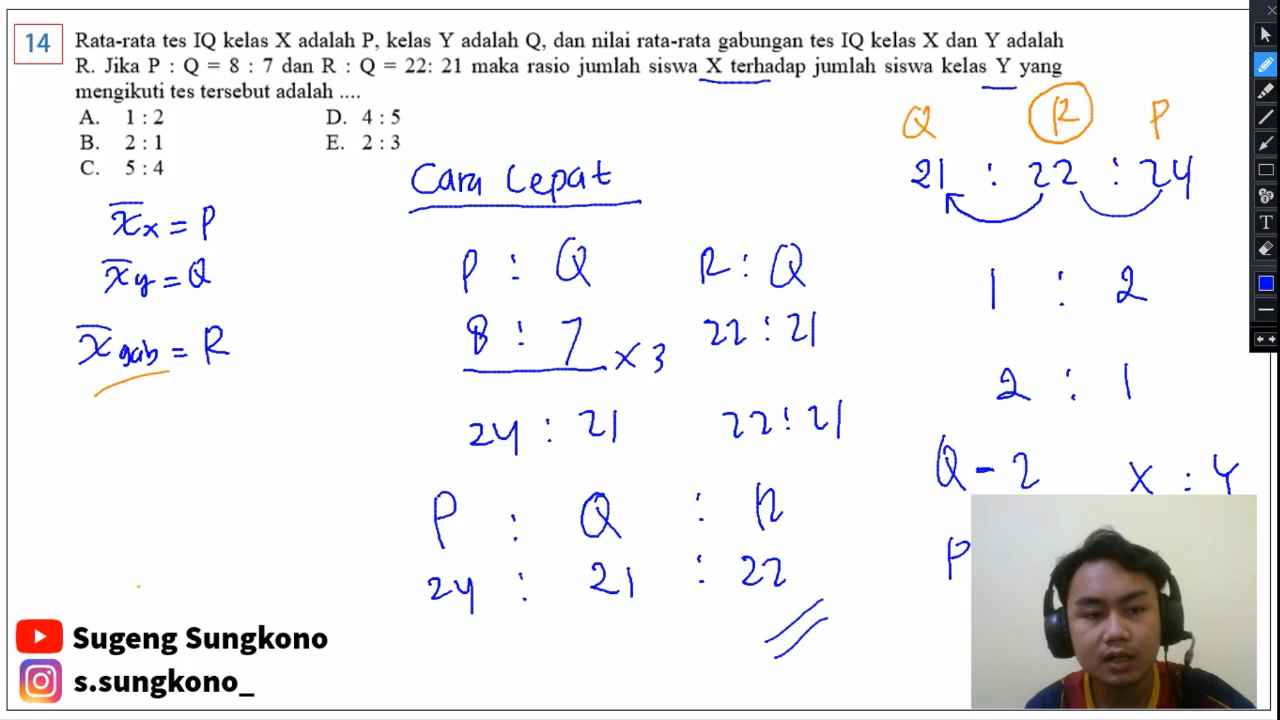 14
Rata-rata tes IQ kelas X adalah P, kelas Y adalah Q, dan nilai rata-rata gabungan tes IQ kelas X dan Y adalah
R. Jika P : Q = 8 : 7 dan R : Q = 22: 21 maka rasio jumlah siswa X terhadap jumlah siswa kelas Y yang
mengikuti tes tersebut adalah ....
A. 1 : 2 D. 4 : 5
B. 2 : 1 E. 2 : 3
C. 5 : 4
Cara Cepat
x̄x = P
x̄y = Q
x̄gab = R
P : Q R : Q
8 : 7 x 3 22 : 21
24 : 21 22 : 21
P : Q : R
24 : 21 : 22
Q R P
21 : 22 : 24
1 : 2
2 : 1
Q - 2 X : Y
P
Sugeng Sungkono
s.sungkono_
T